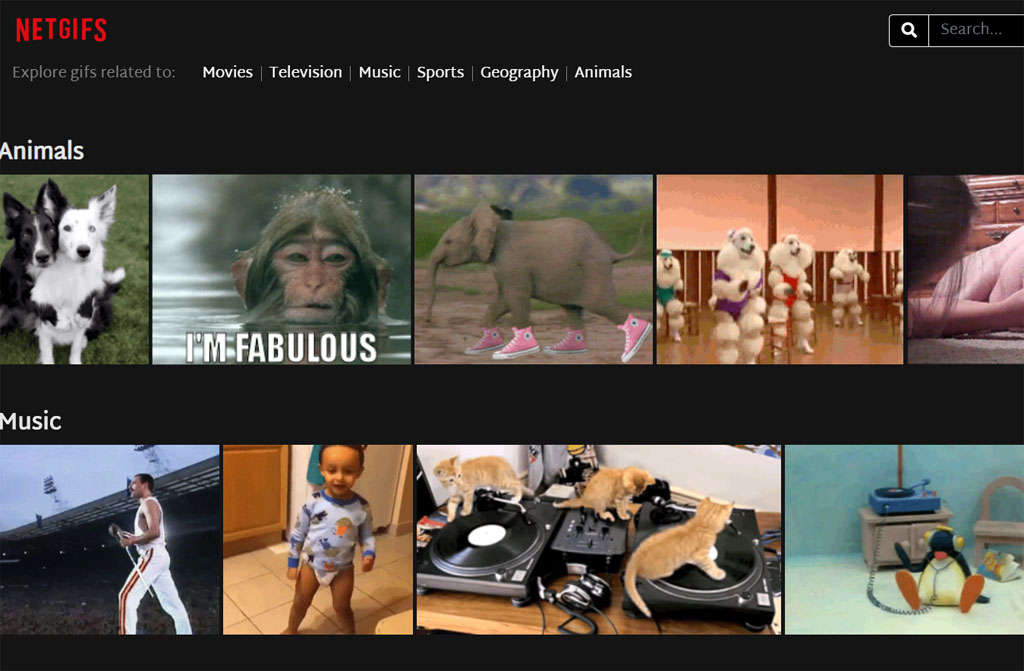 NETGIFS
Search...
Explore gifs related to: Movies | Television | Music | Sports | Geography | Animals
Animals
I'M FABULOUS
Music